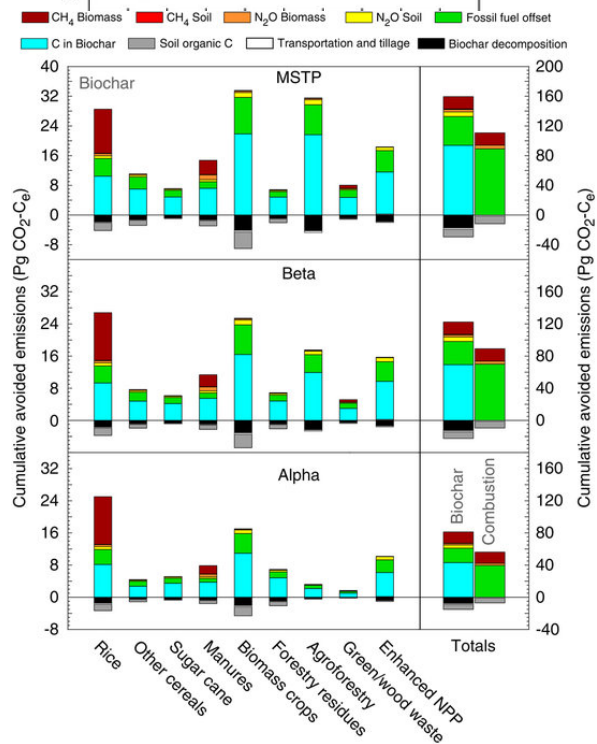 CH4 Biomass CH4 Soil N2O Biomass N2O Soil Fossil fuel offset
C in Biochar Soil organic C Transportation and tillage Biochar decomposition
Cumulative avoided emissions (Pg CO2-Ce)
Cumulative avoided emissions (Pg CO2-Ce)
40
32
24
16
8
0
-8
Biochar
MSTP
200
160
120
80
40
0
-40
32
24
16
8
0
Beta
160
120
80
40
0
32
24
16
8
0
-8
Alpha
Biochar
Combustion
160
120
80
40
0
-40
Rice
Other cereals
Sugar cane
Manures
Biomass crops
Forestry residues
Agroforestry
Green/wood waste
Enhanced NPP
Totals